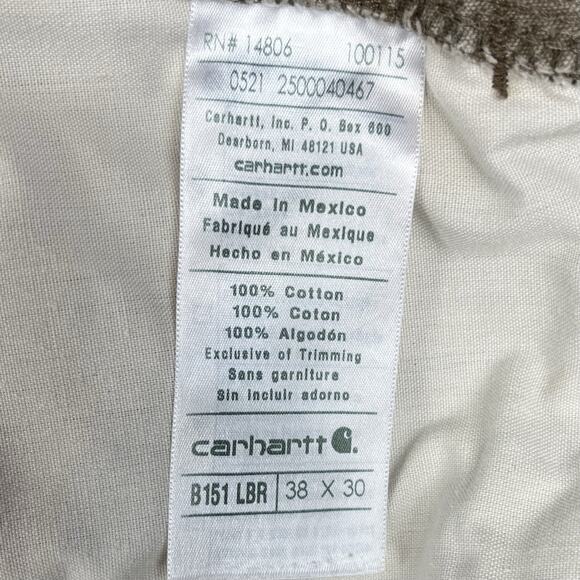 RN# 14806 100115
0521 2500040467
Carhartt, Inc. P. O. Box 600
Dearborn, MI 48121 USA
carhartt.com
Made in Mexico
Fabriqué au Mexique
Hecho en México
100% Cotton
100% Coton
100% Algodón
Exclusive of Trimming
Sans garniture
Sin incluir adorno
carhartt
B151 LBR 38 X 30